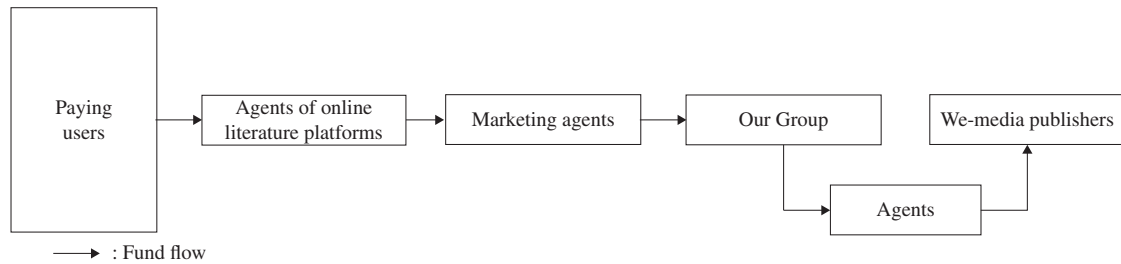 Paying
users
Agents of online
literature platforms
Marketing agents
Our Group
We-media publishers
Agents
: Fund flow